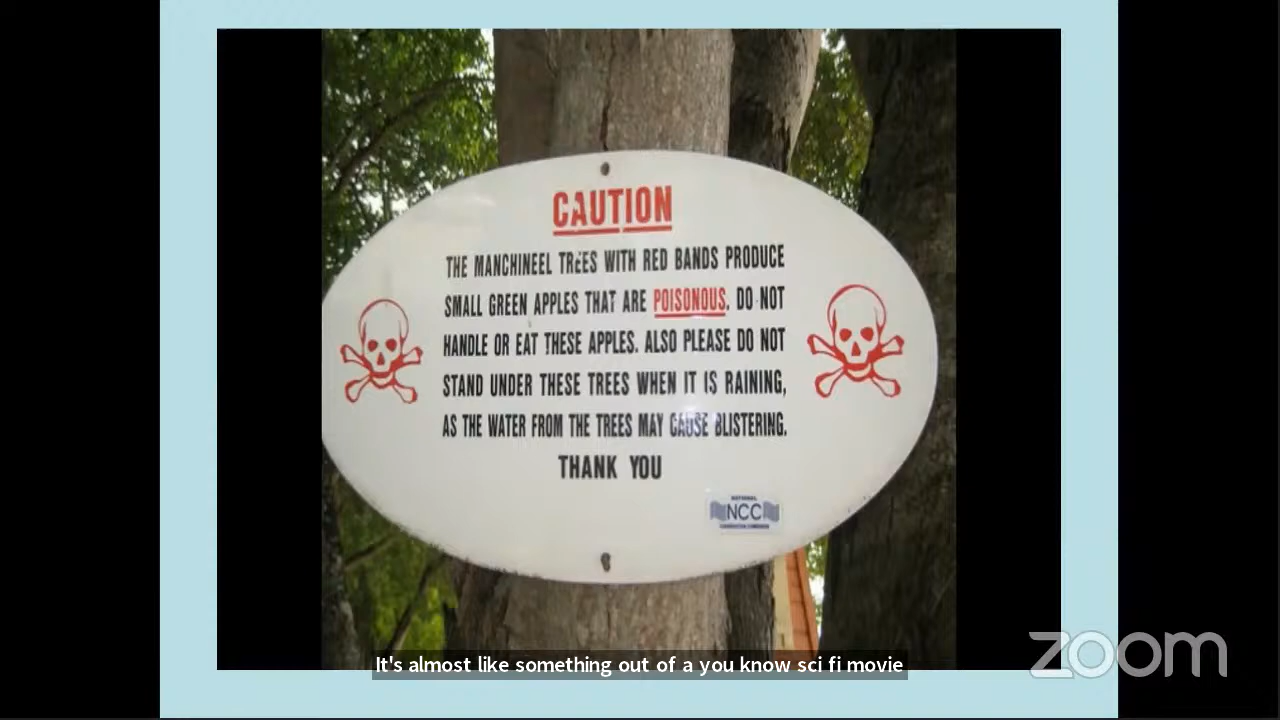 CAUTION
THE MANCHINEEL TREES WITH RED BANDS PRODUCE
SMALL GREEN APPLES THAT ARE POISONOUS. DO NOT
HANDLE OR EAT THESE APPLES. ALSO PLEASE DO NOT
STAND UNDER THESE TREES WHEN IT IS RAINING,
AS THE WATER FROM THE TREES MAY CAUSE BLISTERING.
THANK YOU
NATIONAL
NCC
CONSERVATION COMMISSION
It's almost like something out of a you know sci fi movie
zoom